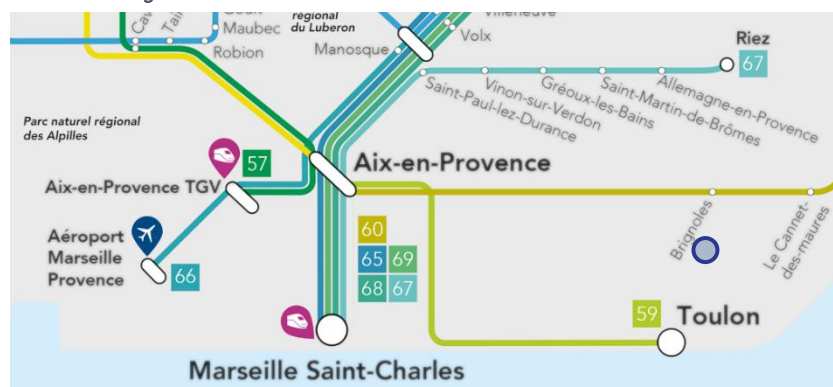 régional
du Luberon
Maubec
Robion
Manosque
Volx
Riez
67
Saint-Paul-lez-Durance
Vinon-sur-Verdon
Gréoux-les-Bains
Saint-Martin-de-Brômes
Allemagne-en-Provence
Parc naturel régional
des Alpilles
57
Aix-en-Provence
Aix-en-Provence TGV
Aéroport
Marseille
Provence
66
60
65 69
68 67
Brignoles
Le Cannet-
des-maures
59
Toulon
Marseille Saint-Charles